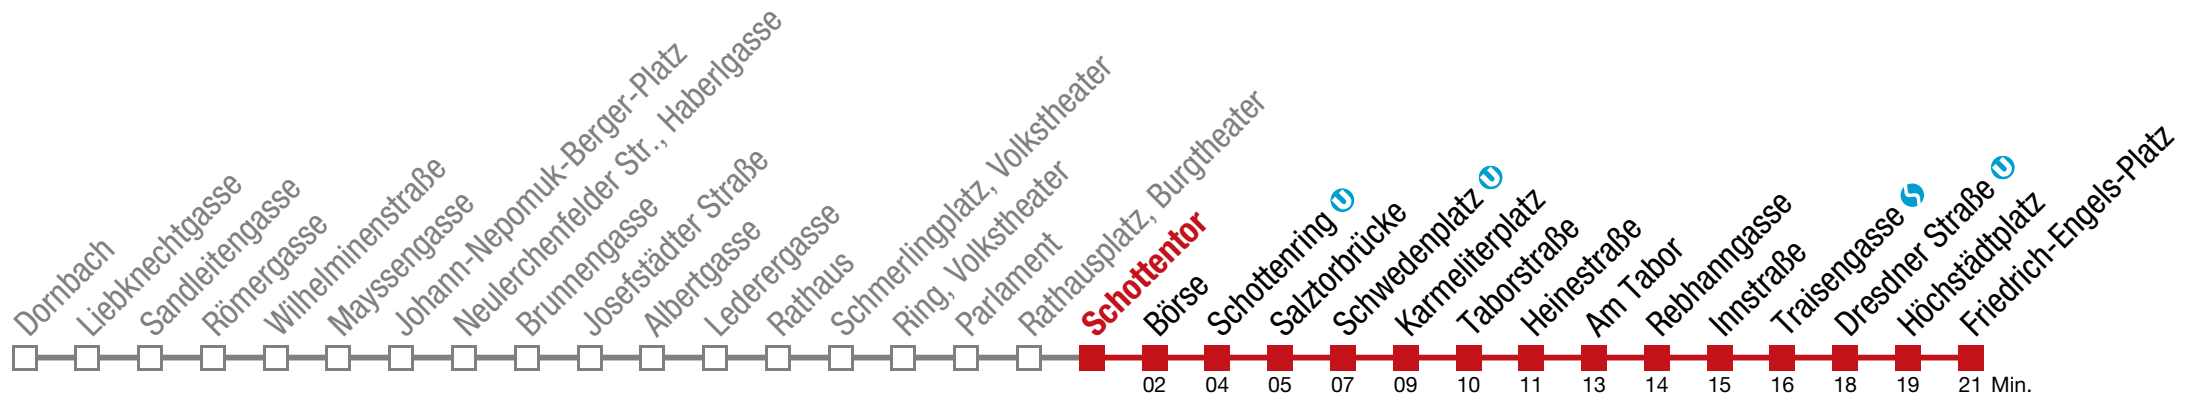 Dornbach
Liebknechtgasse
Sandleitengasse
Römergasse
Wilhelminenstraße
Mayssengasse
Johann-Nepomuk-Berger-Platz
Neulerchenfelder Str., Haberlgasse
Brunnengasse
Josefstädter Straße
Albertgasse
Lederergasse
Rathaus
Schmerlingplatz, Volkstheater
Ring, Volkstheater
Parlament
Rathausplatz, Burgtheater
Schottentor
Börse
Schottenring U
Salztorbrücke
Schwedenplatz U
Karmeliterplatz
Taborstraße
Heinestraße
Am Tabor
Rebhanngasse
Innstraße
Traisengasse S
Dresdner Straße U
Höchstädtplatz
Friedrich-Engels-Platz
02 04 05 07 09 10 11 13 14 15 16 18 19 21 Min.